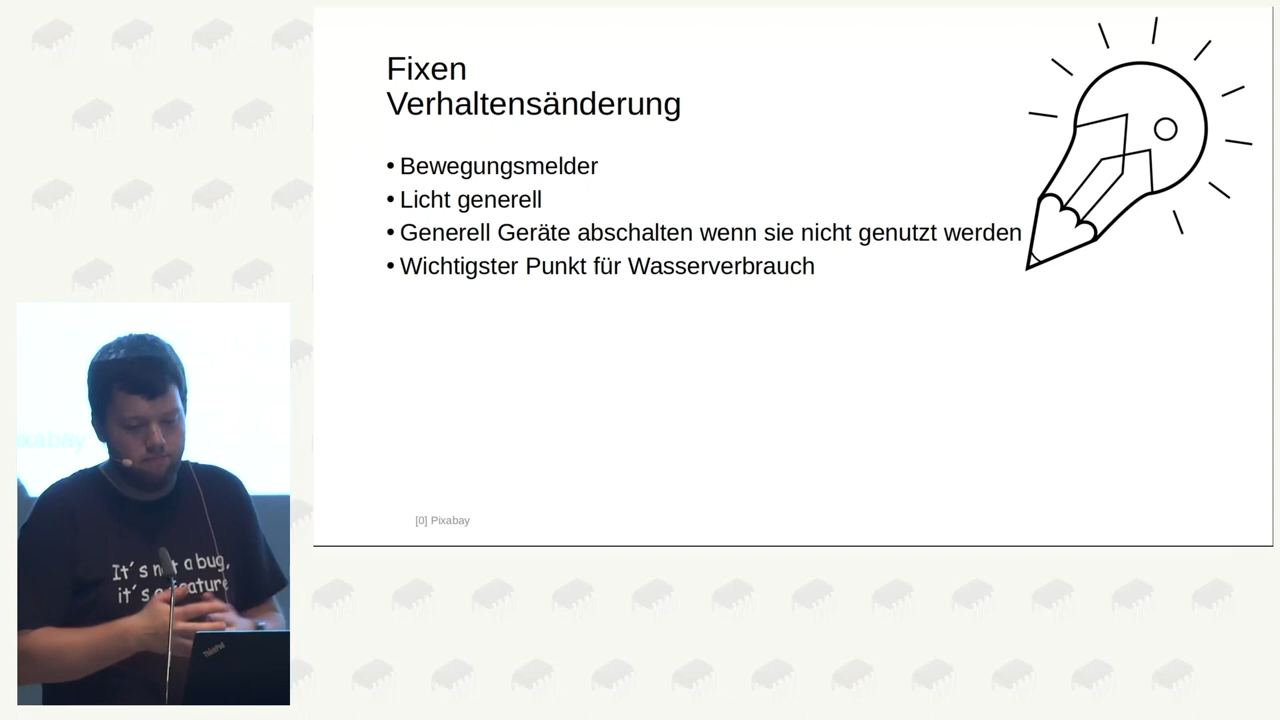 Fixen
Verhaltensänderung
• Bewegungsmelder
• Licht generell
• Generell Geräte abschalten wenn sie nicht genutzt werden
• Wichtigster Punkt für Wasserverbrauch
[0] Pixabay
xabay
It´s not a bug,
it´s a feature
ThinkPad